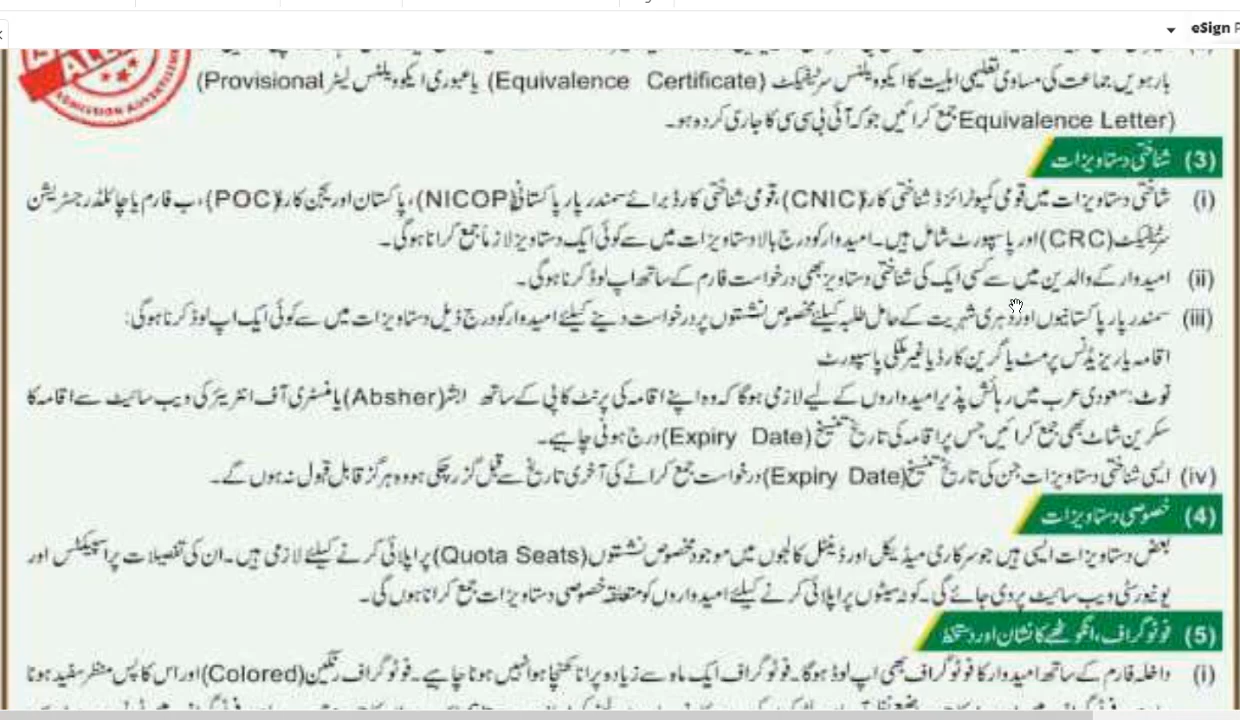 eSign
ADMISSION ADVERTISEMENT
بارہویں جماعت کی مساوی تعلیمی اہلیت کا ایکویلنس سرٹیفکیٹ (Equivalence Certificate) یا عبوری ایکویلنس لیٹر (Provisional
Equivalence Letter) جمع کرائیں جو کہ آئی بی سی سی کا جاری کردہ ہو۔
(3) شناختی دستاویزات
(i) شناختی دستاویزات میں قومی کمپیوٹرائزڈ شناختی کارڈ (CNIC)، قومی شناختی کارڈ برائے سمندر پار پاکستانی (NICOP)، پاکستان اوریجن کارڈ (POC)، ب فارم یا چائلڈ رجسٹریشن
سرٹیفکیٹ (CRC) اور پاسپورٹ شامل ہیں۔ امیدوار کو درج بالا دستاویزات میں سے کوئی ایک دستاویز لازماً جمع کرانا ہوگی۔
(ii) امیدوار کے والدین میں سے کسی ایک کی شناختی دستاویز بھی درخواست فارم کے ساتھ اپ لوڈ کرنا ہوگی۔
(iii) سمندر پار پاکستانیوں اور دہری شہریت کے حامل طلبہ کیلئے مخصوص نشستوں پر درخواست دینے کیلئے امیدوار کو درج ذیل دستاویزات میں سے کوئی ایک اپ لوڈ کرنا ہوگی:
اقامہ یا ریزیڈنس پرمٹ یا گرین کارڈ یا غیر ملکی پاسپورٹ
نوٹ: سعودی عرب میں رہائش پذیر امیدواروں کے لیے لازمی ہوگا کہ وہ اپنے اقامہ کی پرنٹ کاپی کے ساتھ ابشر (Absher) یا منسٹری آف انٹریئر کی ویب سائیٹ سے اقامہ کا
سکرین شاٹ بھی جمع کرائیں جس پر اقامہ کی تاریخ تنسیخ (Expiry Date) درج ہونی چاہیے۔
(iv) ایسی شناختی دستاویزات جن کی تاریخ تنسیخ (Expiry Date) درخواست جمع کرانے کی آخری تاریخ سے قبل گزر چکی ہو وہ ہرگز قابل قبول نہ ہوں گے۔
(4) خصوصی دستاویزات
بعض دستاویزات ایسی ہیں جو سرکاری میڈیکل اور ڈینٹل کالجوں میں موجود مخصوص نشستوں (Quota Seats) پر اپلائی کرنے کیلئے لازمی ہیں۔ ان کی تفصیلات پراسپیکٹس اور
یونیورسٹی ویب سائیٹ پر دی جائے گی۔ کوٹہ سیٹوں پر اپلائی کرنے کیلئے امیدواروں کو متعلقہ خصوصی دستاویزات جمع کرانا ہوں گی۔
(5) فوٹوگراف، انگوٹھے کا نشان اور دستخط
(i) داخلہ فارم کے ساتھ امیدوار کا فوٹوگراف بھی اپ لوڈ ہوگا۔ فوٹوگراف ایک ماہ سے زیادہ پرانا کھنچا ہوا نہیں ہونا چاہیے۔ فوٹوگراف رنگین (Colored) اور اس کا پس منظر سفید ہونا